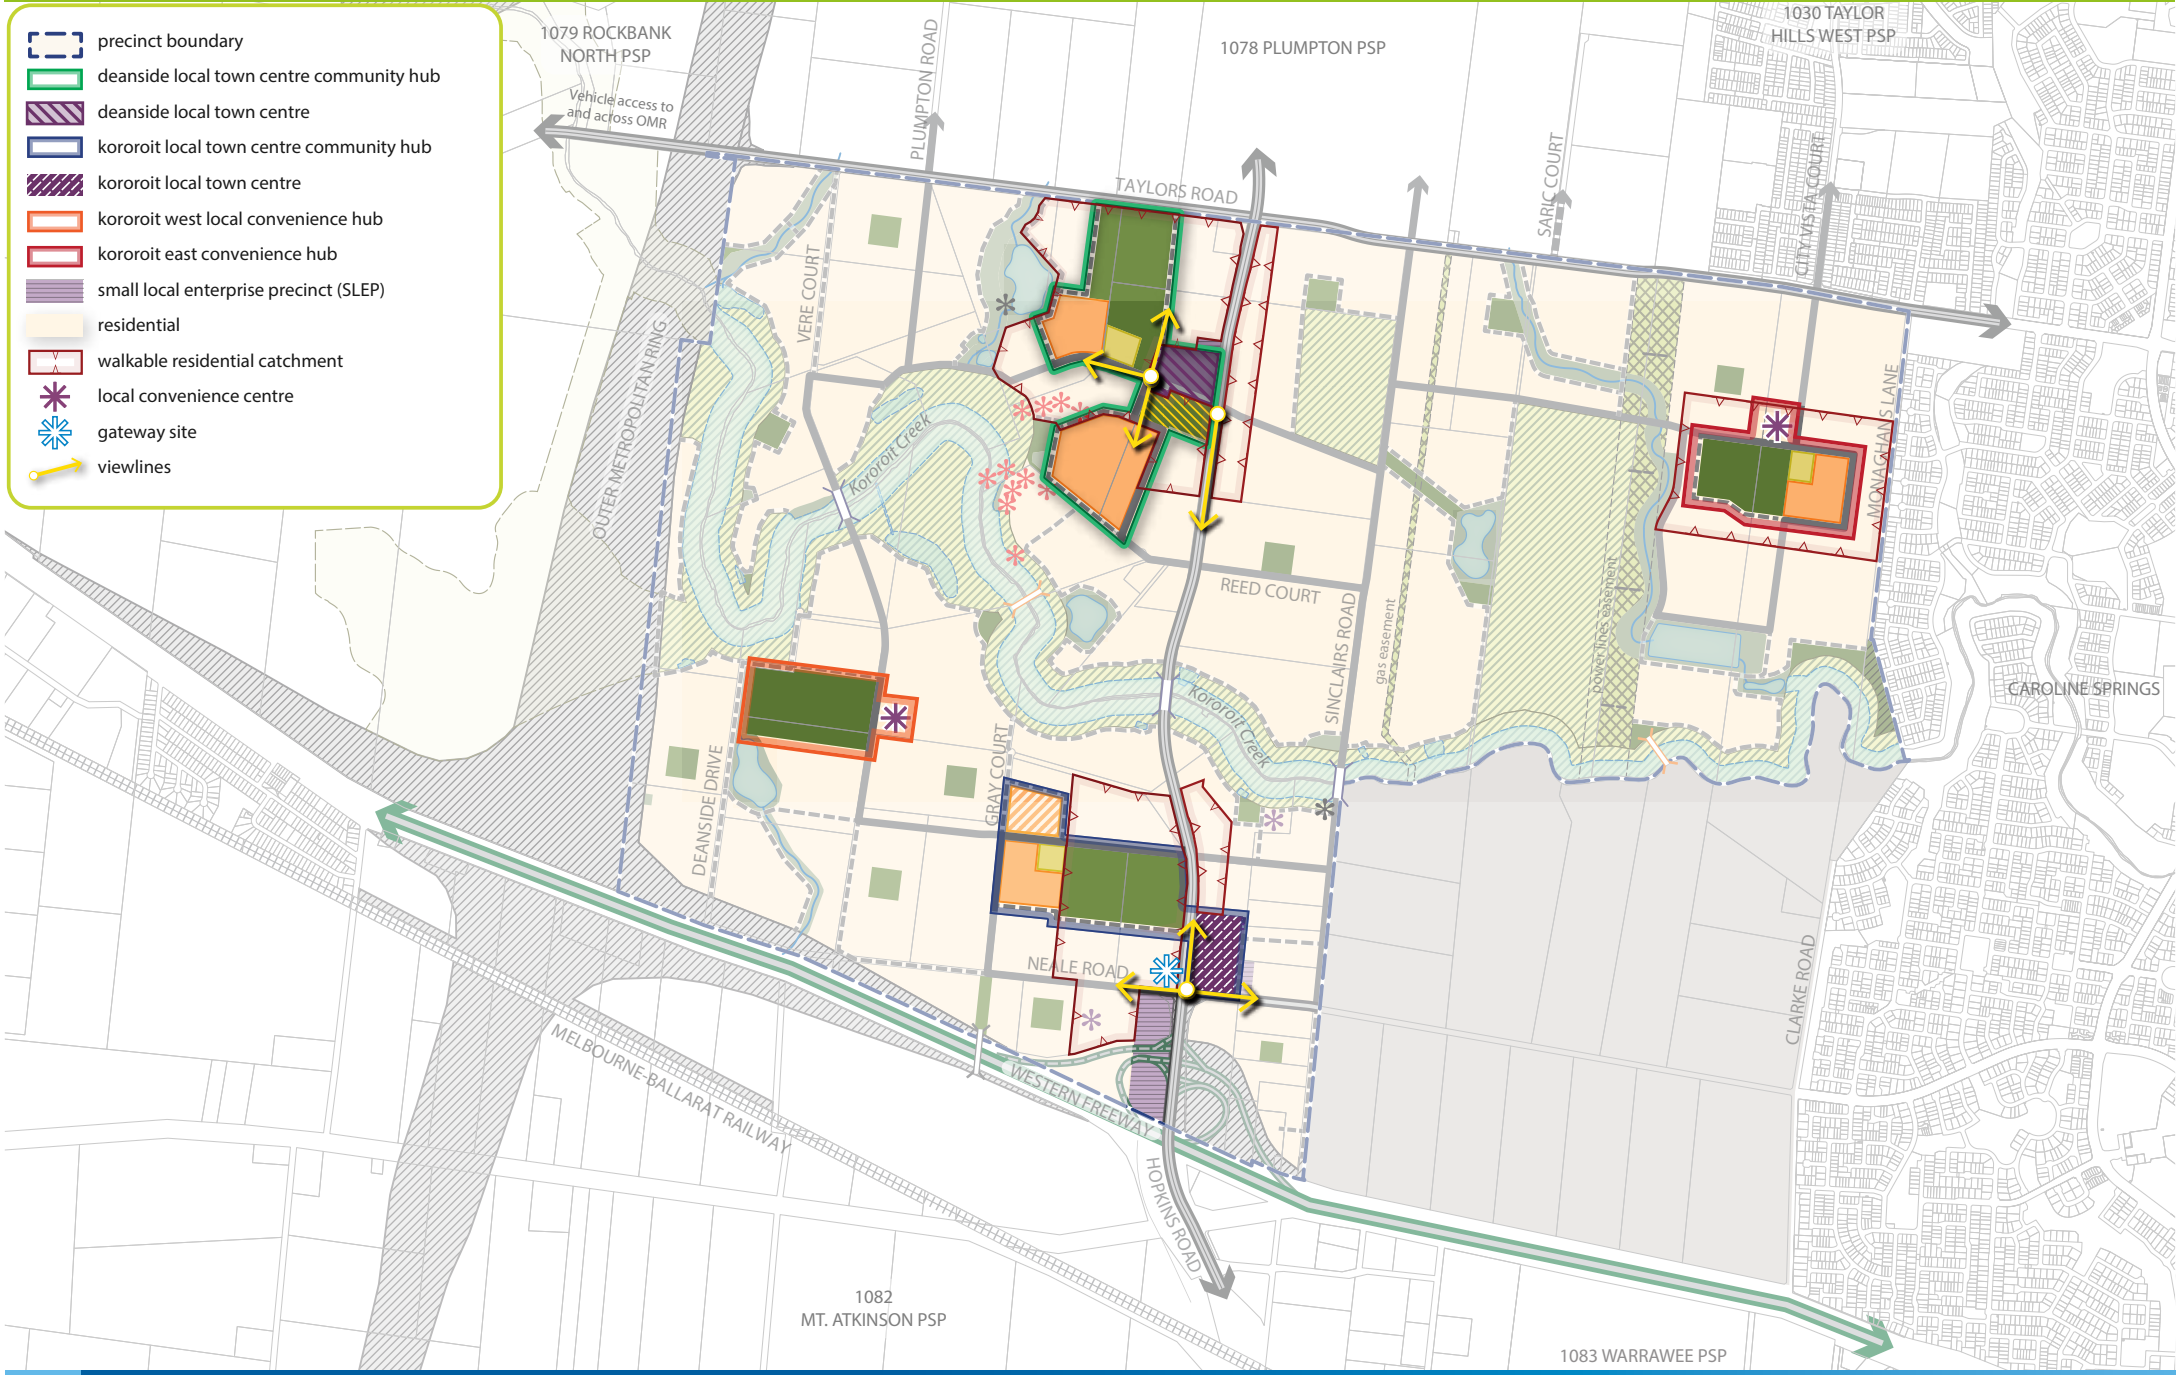 precinct boundary
deanside local town centre community hub
deanside local town centre
kororoit local town centre community hub
kororoit local town centre
kororoit west local convenience hub
kororoit east convenience hub
small local enterprise precinct (SLEP)
residential
walkable residential catchment
local convenience centre
gateway site
viewlines
1079 ROCKBANK
NORTH PSP
1078 PLUMPTON PSP
1030 TAYLOR
HILLS WEST PSP
Vehicle access to
and across OMR
PLUMPTON ROAD
TAYLORS ROAD
SARIC COURT
CITY VISTA COURT
VERE COURT
OUTER METROPOLITAN RING
Kororoit Creek
MONAGHANS LANE
REED COURT
SINCLAIRS ROAD
gas easement
power lines easement
Kororoit Creek
CAROLINE SPRINGS
DEANSIDE DRIVE
GRAY COURT
NEALE ROAD
CLARKE ROAD
MELBOURNE-BALLARAT RAILWAY
WESTERN FREEWAY
HOPKINS ROAD
1082
MT. ATKINSON PSP
1083 WARRAWEE PSP